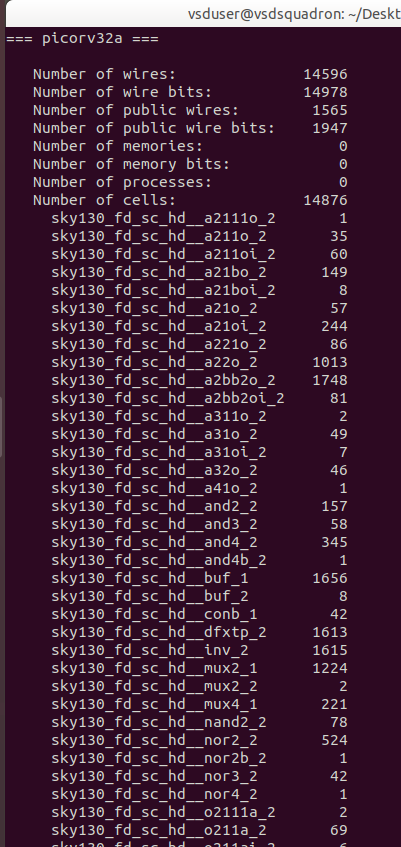 vsduser@vsdsquadron: ~/Deskt
=== picorv32a ===
Number of wires: 14596
Number of wire bits: 14978
Number of public wires: 1565
Number of public wire bits: 1947
Number of memories: 0
Number of memory bits: 0
Number of processes: 0
Number of cells: 14876
sky130_fd_sc_hd__a2111o_2 1
sky130_fd_sc_hd__a211o_2 35
sky130_fd_sc_hd__a211oi_2 60
sky130_fd_sc_hd__a21bo_2 149
sky130_fd_sc_hd__a21boi_2 8
sky130_fd_sc_hd__a21o_2 57
sky130_fd_sc_hd__a21oi_2 244
sky130_fd_sc_hd__a221o_2 86
sky130_fd_sc_hd__a22o_2 1013
sky130_fd_sc_hd__a2bb2o_2 1748
sky130_fd_sc_hd__a2bb2oi_2 81
sky130_fd_sc_hd__a311o_2 2
sky130_fd_sc_hd__a31o_2 49
sky130_fd_sc_hd__a31oi_2 7
sky130_fd_sc_hd__a32o_2 46
sky130_fd_sc_hd__a41o_2 1
sky130_fd_sc_hd__and2_2 157
sky130_fd_sc_hd__and3_2 58
sky130_fd_sc_hd__and4_2 345
sky130_fd_sc_hd__and4b_2 1
sky130_fd_sc_hd__buf_1 1656
sky130_fd_sc_hd__buf_2 8
sky130_fd_sc_hd__conb_1 42
sky130_fd_sc_hd__dfxtp_2 1613
sky130_fd_sc_hd__inv_2 1615
sky130_fd_sc_hd__mux2_1 1224
sky130_fd_sc_hd__mux2_2 2
sky130_fd_sc_hd__mux4_1 221
sky130_fd_sc_hd__nand2_2 78
sky130_fd_sc_hd__nor2_2 524
sky130_fd_sc_hd__nor2b_2 1
sky130_fd_sc_hd__nor3_2 42
sky130_fd_sc_hd__nor4_2 1
sky130_fd_sc_hd__o2111a_2 2
sky130_fd_sc_hd__o211a_2 69
sky130_fd_sc_hd__o211ai_2 6